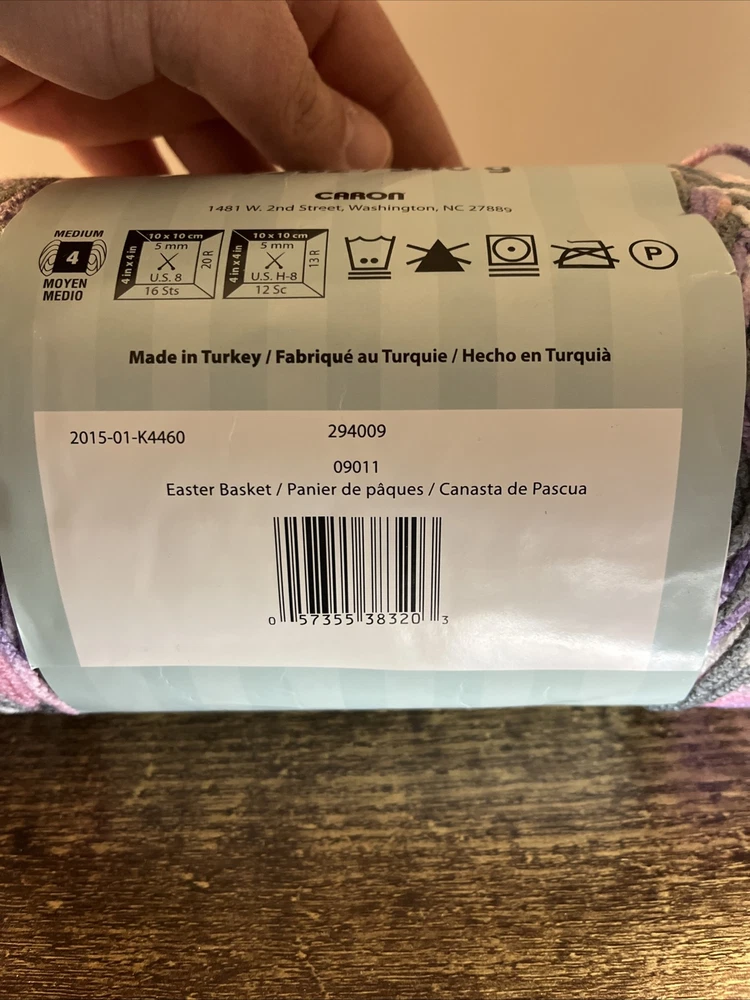 CARON
1481 W. 2nd Street, Washington, NC 27889
MEDIUM
4
MOYEN
MEDIO
10 x 10 cm
4 in x 4 in
5 mm
U.S. 8
20 R
16 Sts
10 x 10 cm
4 in x 4 in
5 mm
U.S. H-8
13 R
12 Sc
P
Made in Turkey / Fabriqué au Turquie / Hecho en Turquià
2015-01-K4460
294009
09011
Easter Basket / Panier de pâques / Canasta de Pascua
0 57355 38320 3